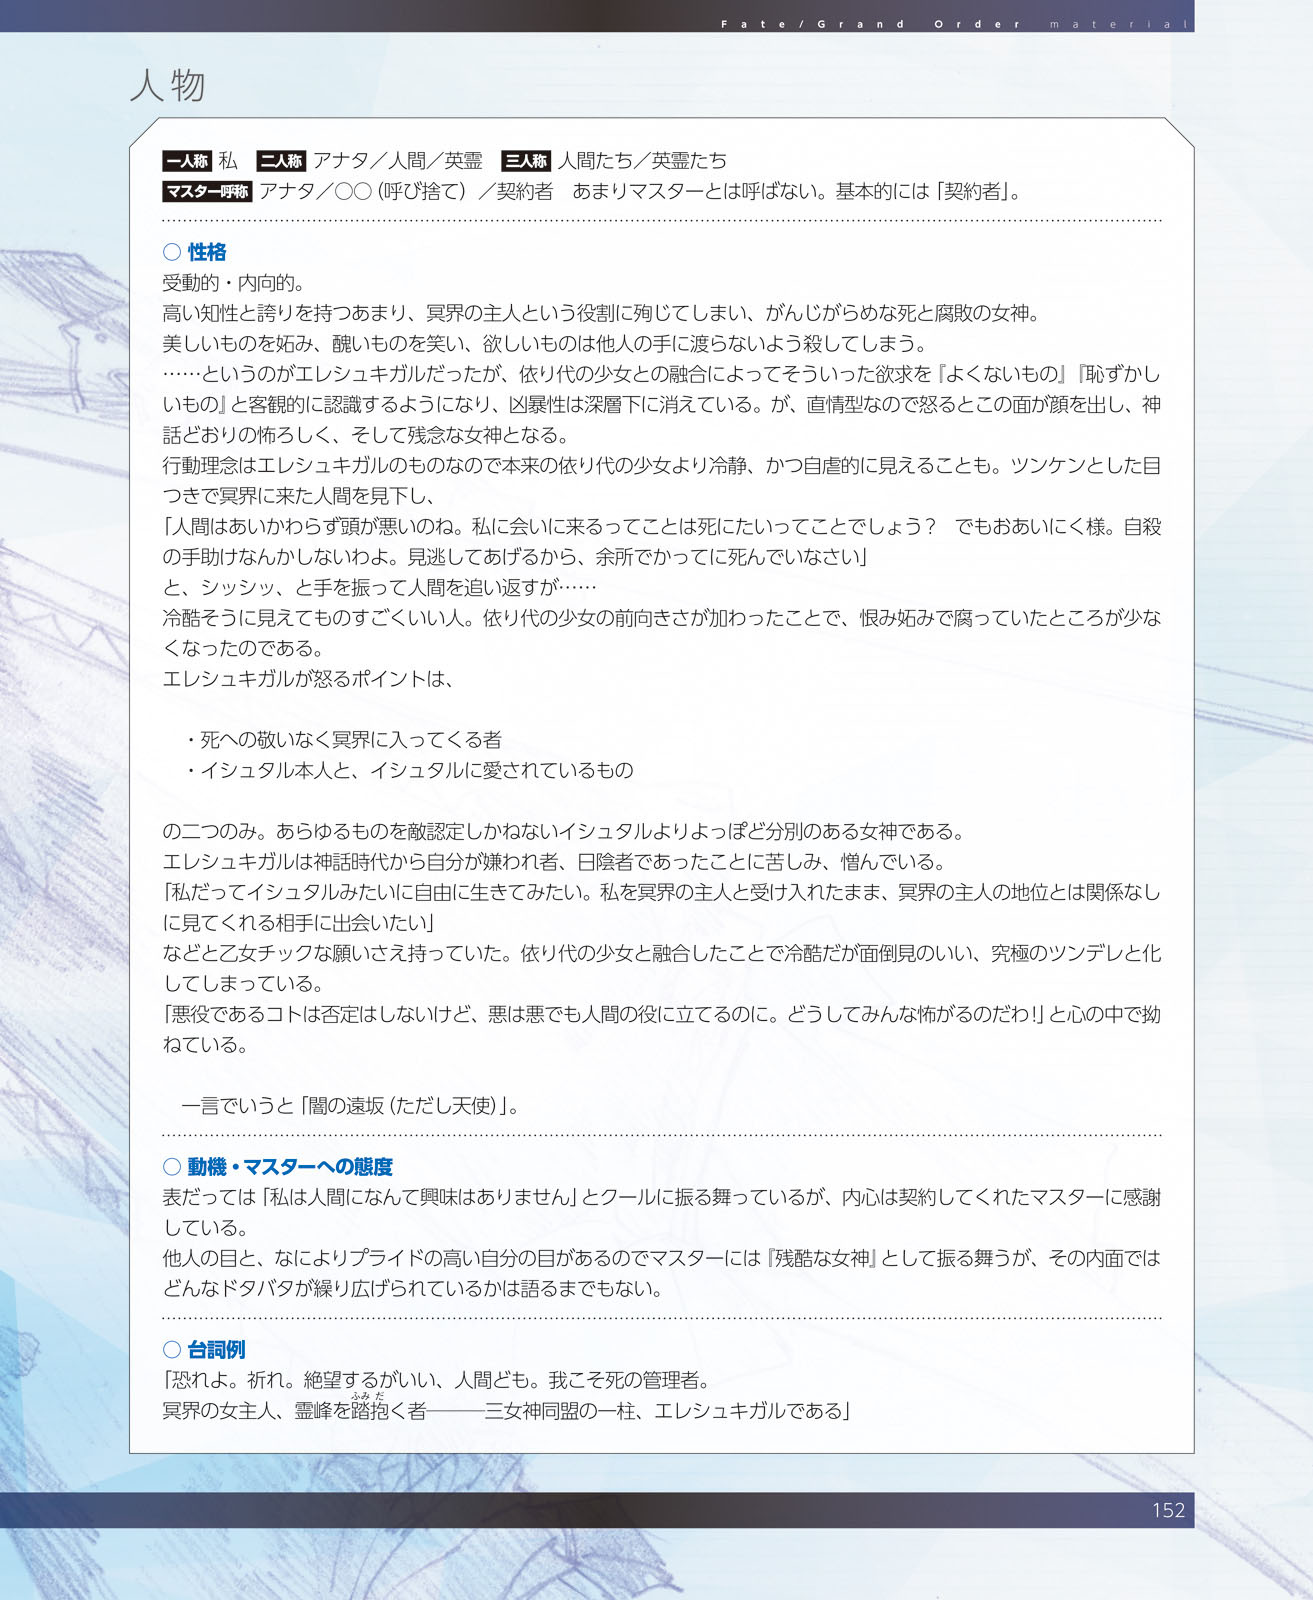 Fate/Grand Order material
人物
一人称 私 二人称 アナタ／人間／英霊 三人称 人間たち／英霊たち
マスター呼称 アナタ／〇〇（呼び捨て）／契約者　あまりマスターとは呼ばない。基本的には「契約者」。
○ 性格
受動的・内向的。
高い知性と誇りを持つあまり、冥界の主人という役割に殉じてしまい、がんじがらめな死と腐敗の女神。
美しいものを妬み、醜いものを笑い、欲しいものは他人の手に渡らないよう殺してしまう。
……というのがエレシュキガルだったが、依り代の少女との融合によってそういった欲求を『よくないもの』『恥ずかし
いもの』と客観的に認識するようになり、凶暴性は深層下に消えている。が、直情型なので怒るとこの面が顔を出し、神
話どおりの怖ろしく、そして残念な女神となる。
行動理念はエレシュキガルのものなので本来の依り代の少女より冷静、かつ自虐的に見えることも。ツンケンとした目
つきで冥界に来た人間を見下し、
「人間はあいかわらず頭が悪いのね。私に会いに来るってことは死にたいってことでしょう？　でもおあいにく様。自殺
の手助けなんかしないわよ。見逃してあげるから、余所でかってに死んでいなさい」
と、シッシッ、と手を振って人間を追い返すが……
冷酷そうに見えてものすごくいい人。依り代の少女の前向きさが加わったことで、恨み妬みで腐っていたところが少な
くなったのである。
エレシュキガルが怒るポイントは、
・死への敬いなく冥界に入ってくる者
・イシュタル本人と、イシュタルに愛されているもの
の二つのみ。あらゆるものを敵認定しかねないイシュタルよりよっぽど分別のある女神である。
エレシュキガルは神話時代から自分が嫌われ者、日陰者であったことに苦しみ、憎んでいる。
「私だってイシュタルみたいに自由に生きてみたい。私を冥界の主人と受け入れたまま、冥界の主人の地位とは関係なし
に見てくれる相手に出会いたい」
などと乙女チックな願いさえ持っていた。依り代の少女と融合したことで冷酷だが面倒見のいい、究極のツンデレと化
してしまっている。
「悪役であるコトは否定はしないけど、悪は悪でも人間の役に立てるのに。どうしてみんな怖がるのだわ！」と心の中で拗
ねている。
一言でいうと「闇の遠坂（ただし天使）」。
○ 動機・マスターへの態度
表だっては「私は人間になんて興味はありません」とクールに振る舞っているが、内心は契約してくれたマスターに感謝
している。
他人の目と、なによりプライドの高い自分の目があるのでマスターには『残酷な女神』として振る舞うが、その内面では
どんなドタバタが繰り広げられているかは語るまでもない。
○ 台詞例
「恐れよ。祈れ。絶望するがいい、人間ども。我こそ死の管理者。
ふみ だ
冥界の女主人、霊峰を踏抱く者―――三女神同盟の一柱、エレシュキガルである」
152